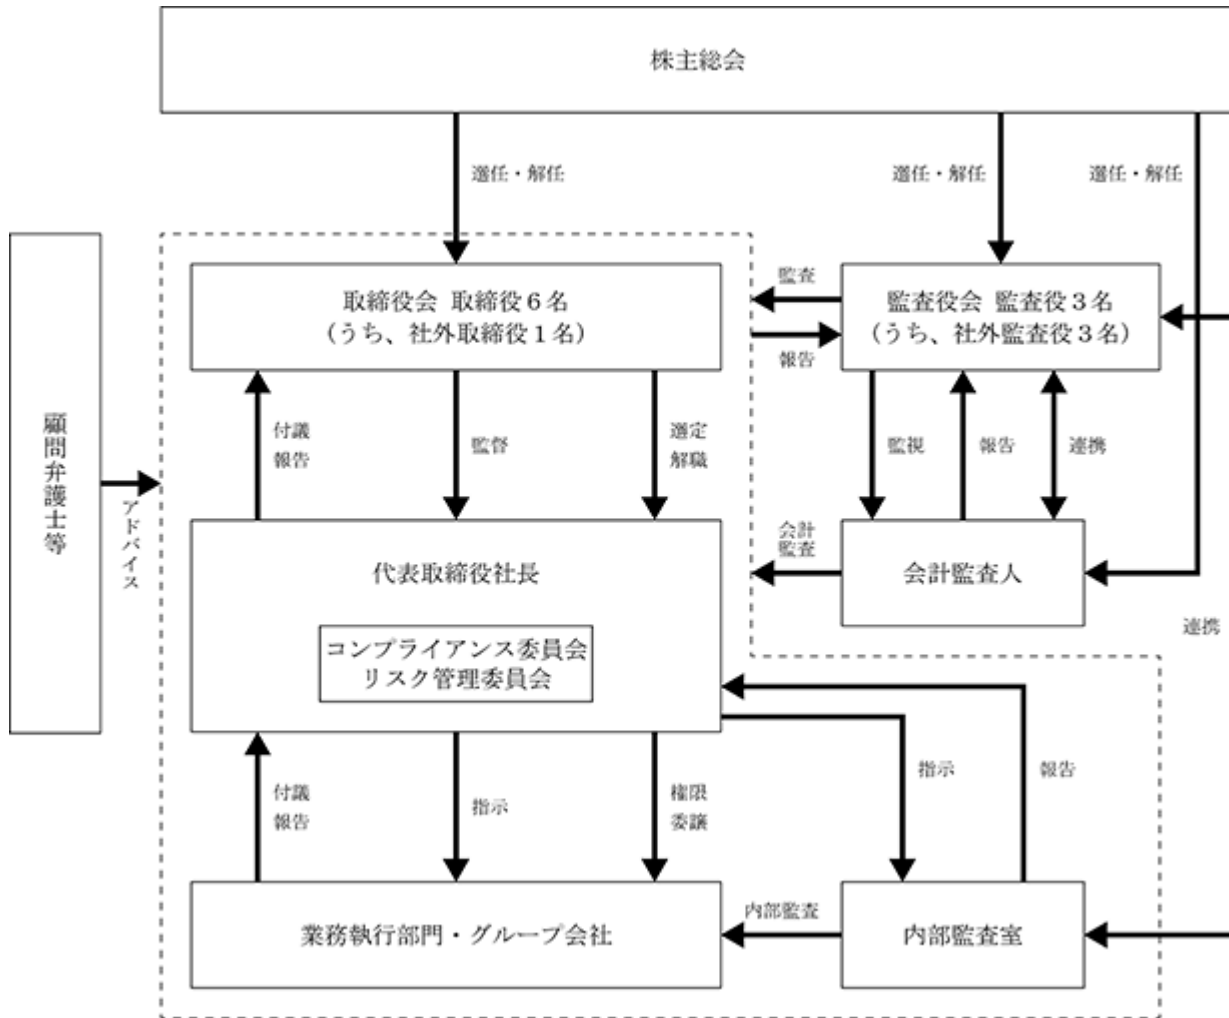 株主総会
選任・解任
選任・解任
選任・解任
取締役会 取締役６名
（うち、社外取締役１名）
監査
報告
監査役会 監査役３名
（うち、社外監査役３名）
顧問弁護士等
アドバイス
付議
報告
監督
選定
解職
監視
報告
連携
代表取締役社長
コンプライアンス委員会
リスク管理委員会
会計
監査
会計監査人
連携
付議
報告
指示
権限
委譲
指示
報告
業務執行部門・グループ会社
内部監査
内部監査室